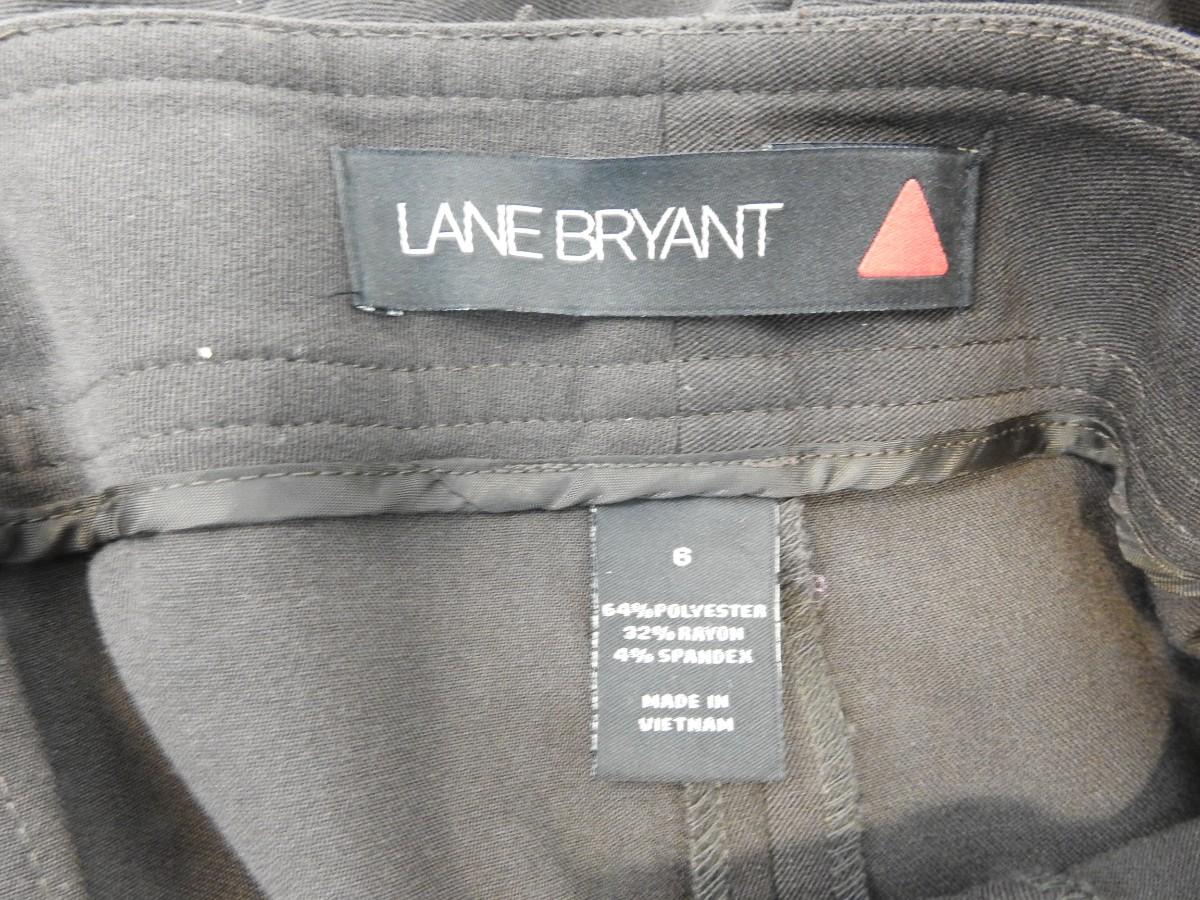 LANE BRYANT
6
64%POLYESTER
32% RAYON
4% SPANDEX
MADE IN
VIETNAM